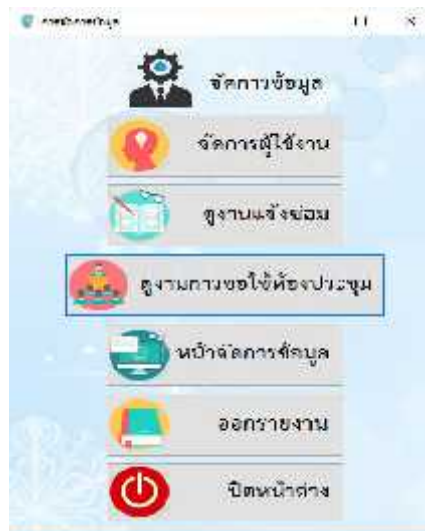 จัดการข้อมูล
จัดการผู้ใช้งาน
ดูงานแจ้งซ่อม
ดูงานการขอใช้ห้องประชุม
หน้าจัดการข้อมูล
ออกรายงาน
ปิดหน้าต่าง